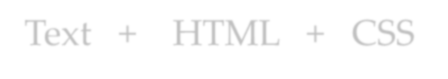 Text + HTML + CSS